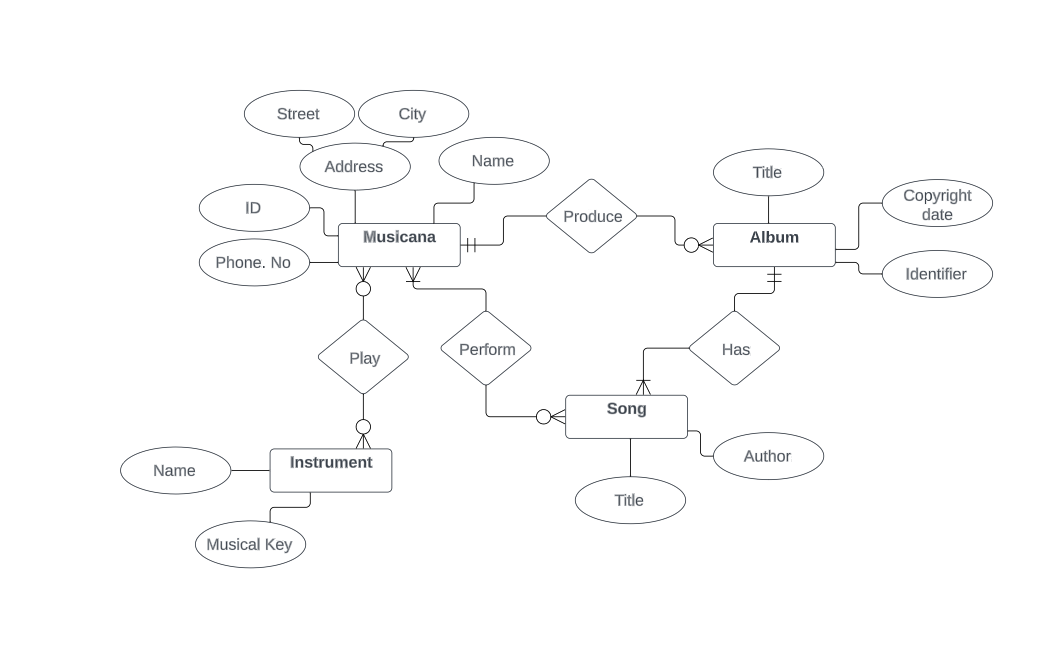 Street
City
Address
Name
Title
ID
Copyright
date
Produce
Musicana
Album
Phone. No
Identifier
Perform
Has
Play
Song
Author
Instrument
Name
Title
Musical Key